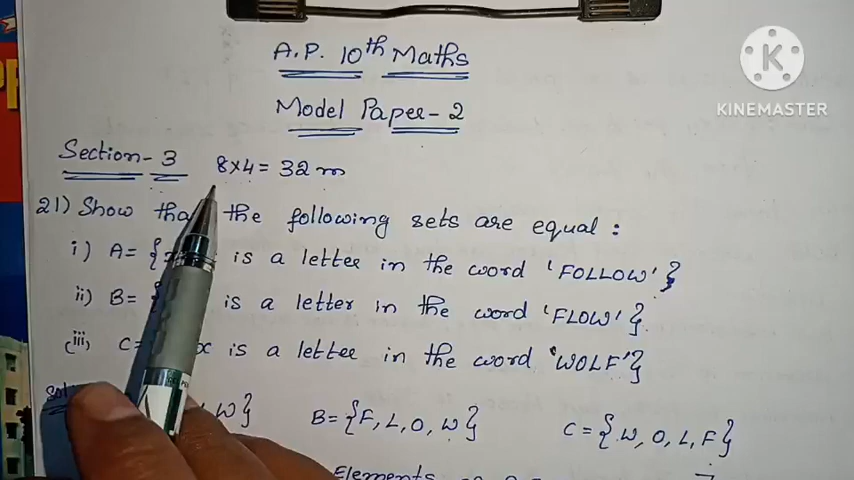 A.P. 10th Maths
Model Paper - 2
Section - 3 8×4 = 32 m
21) Show the following sets are equal :
i) A = { is a letter in the word 'FOLLOW' }
ii) B = is a letter in the word 'FLOW' }
(iii C = x is a letter in the word 'WOLF' }
W } B = {F, L, O, W} C = {W, O, L, F}
Elements
KINEMASTER